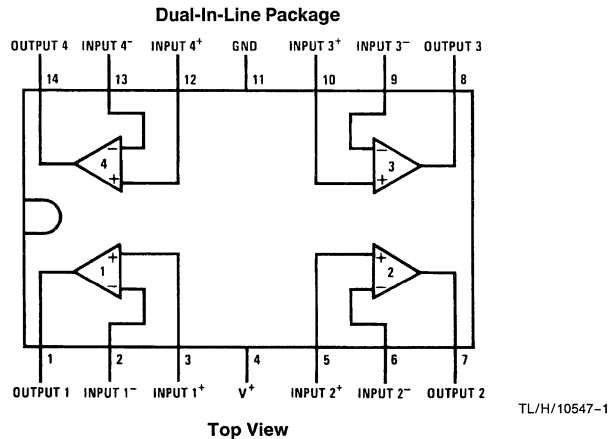 Dual-In-Line Package
OUTPUT 4 INPUT 4⁻ INPUT 4⁺ GND INPUT 3⁺ INPUT 3⁻ OUTPUT 3
14 13 12 11 10 9 8
− −
4 3
+ +
+ +
1 2
− −
1 2 3 4 5 6 7
OUTPUT 1 INPUT 1⁻ INPUT 1⁺ V⁺ INPUT 2⁺ INPUT 2⁻ OUTPUT 2
TL/H/10547–1
Top View